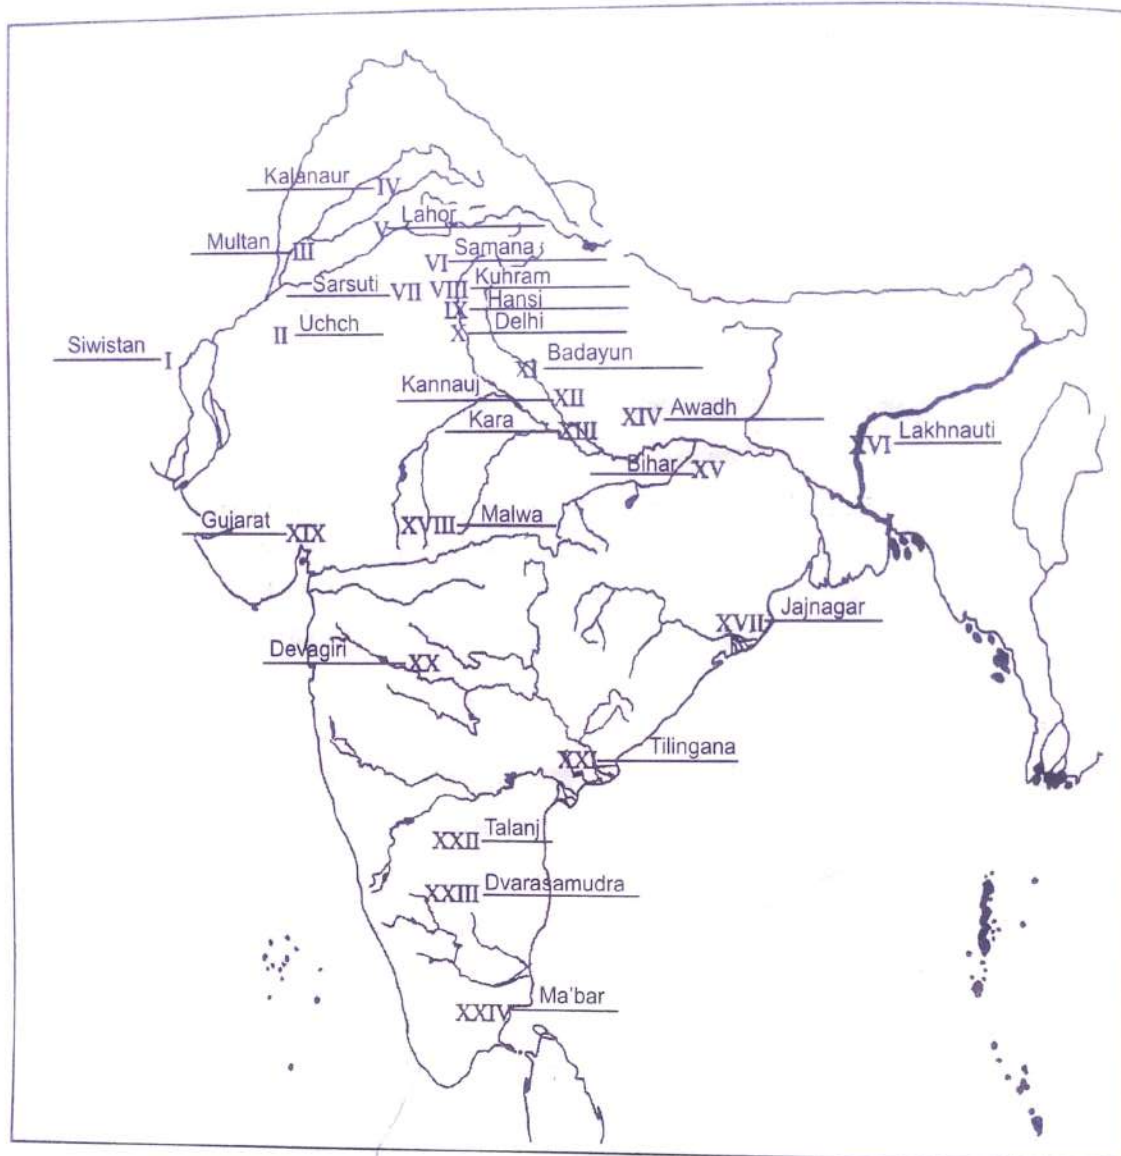 Kalanaur IV
V Lahor
Multan III
VI Samana
Sarsuti VII
VIII Kuhram
IX Hansi
II Uchch
X Delhi
Siwistan I
XI Badayun
Kannauj XII
XIV Awadh
Kara XIII
XVI Lakhnauti
Bihar XV
Gujarat XIX
XVIII Malwa
XVII Jajnagar
Devagiri XX
XXI Tilingana
XXII Talanj
XXIII Dvarasamudra
XXIV Ma'bar